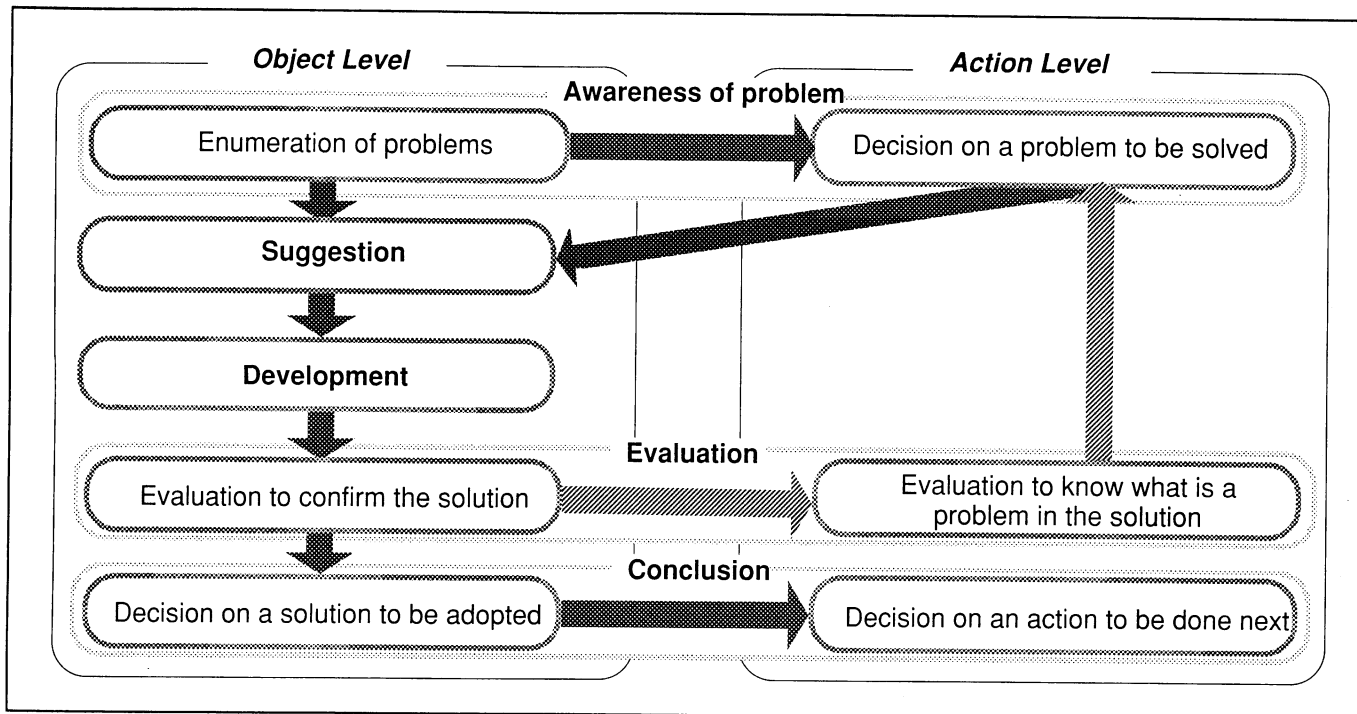 Object Level
Action Level
Awareness of problem
Enumeration of problems
Decision on a problem to be solved
Suggestion
Development
Evaluation
Evaluation to confirm the solution
Evaluation to know what is a
problem in the solution
Conclusion
Decision on a solution to be adopted
Decision on an action to be done next